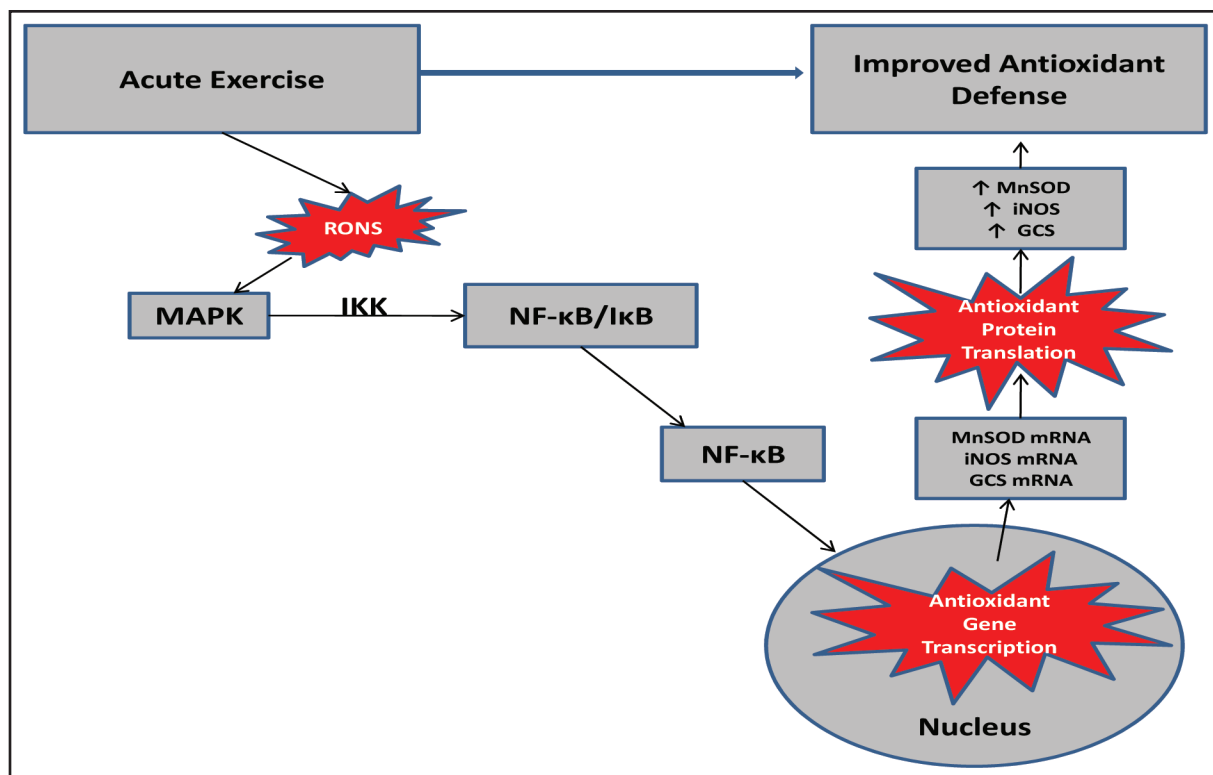 Acute Exercise
Improved Antioxidant
Defense
RONS
MAPK
IKK
NF-κB/IκB
NF-κB
Antioxidant
Gene
Transcription
Nucleus
MnSOD mRNA
iNOS mRNA
GCS mRNA
Antioxidant
Protein
Translation
↑ MnSOD
↑ iNOS
↑ GCS